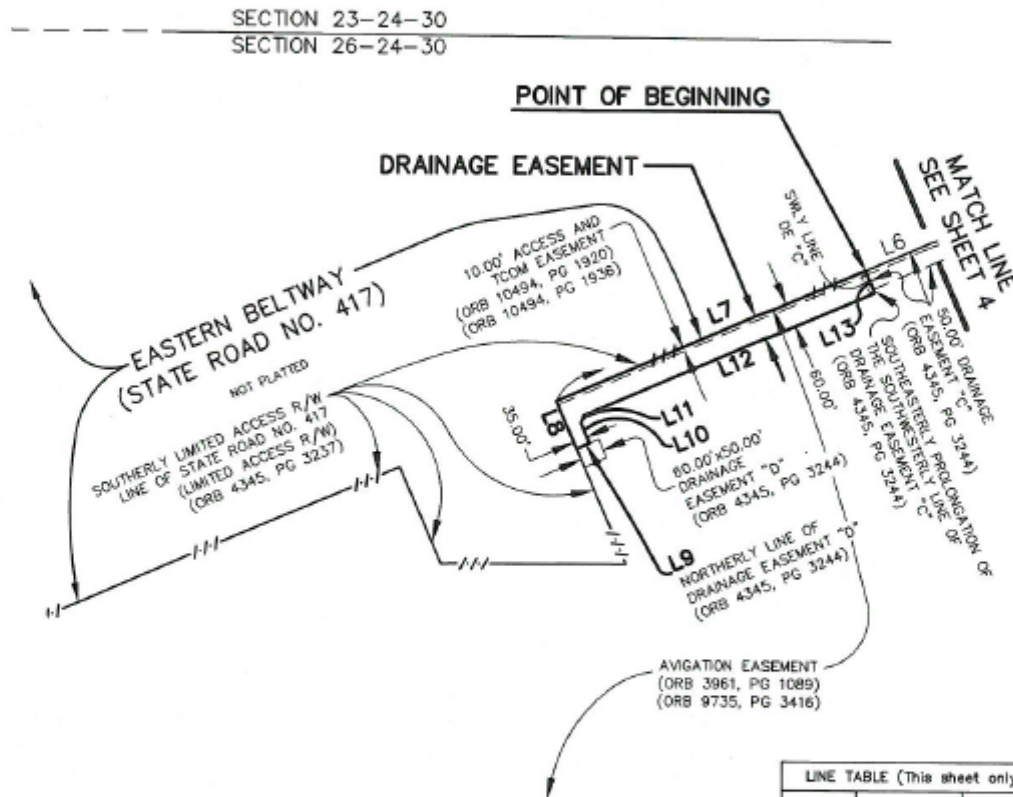 SECTION 23-24-30
SECTION 26-24-30
POINT OF BEGINNING
DRAINAGE EASEMENT
MATCH LINE
SEE SHEET 4
SWLY LINE
DE "C"
L6
10.00' ACCESS AND
TCOM EASEMENT
(ORB 10494, PG 1920)
(ORB 10494, PG 1936)
EASTERN BELTWAY
(STATE ROAD NO. 417)
NOT PLATTED
L7
L13
L12
60.00'
50.00' DRAINAGE
EASEMENT "C"
(ORB 4345, PG 3244)
SOUTHEASTERLY PROLONGATION OF
THE SOUTHWESTERLY LINE OF
DRAINAGE EASEMENT "C"
(ORB 4345, PG 3244)
SOUTHERLY LIMITED ACCESS R/W
LINE OF STATE ROAD NO. 417
(LIMITED ACCESS R/W)
(ORB 4345, PG 3237)
L8
35.00'
L11
L10
60.00'x50.00'
DRAINAGE
EASEMENT "D"
(ORB 4345, PG 3244)
L9
NORTHERLY LINE OF
DRAINAGE EASEMENT "D"
(ORB 4345, PG 3244)
AVIGATION EASEMENT
(ORB 3961, PG 1089)
(ORB 9735, PG 3416)
LINE TABLE (This sheet only